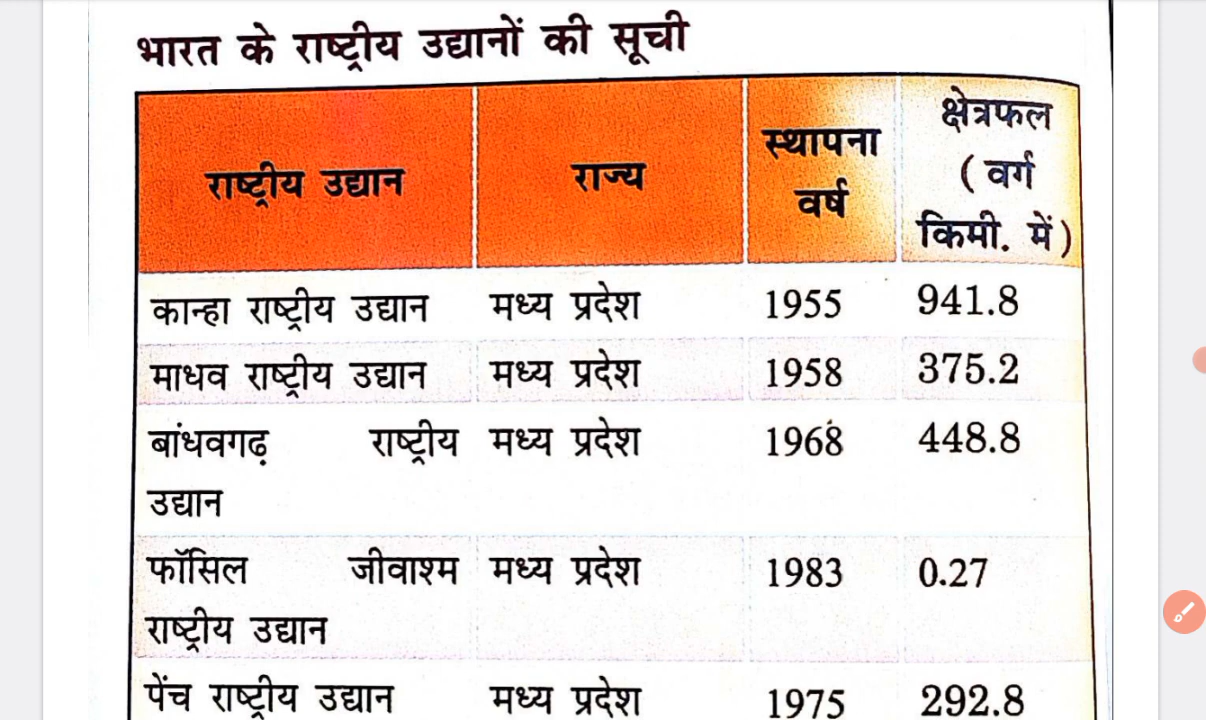 भारत के राष्ट्रीय उद्यानों की सूची
राष्ट्रीय उद्यान राज्य स्थापना वर्ष क्षेत्रफल (वर्ग किमी. में)
कान्हा राष्ट्रीय उद्यान मध्य प्रदेश 1955 941.8
माधव राष्ट्रीय उद्यान मध्य प्रदेश 1958 375.2
बांधवगढ़ राष्ट्रीय मध्य प्रदेश 1968 448.8
उद्यान
फॉसिल जीवाश्म मध्य प्रदेश 1983 0.27
राष्ट्रीय उद्यान
पेंच राष्ट्रीय उद्यान मध्य प्रदेश 1975 292.8